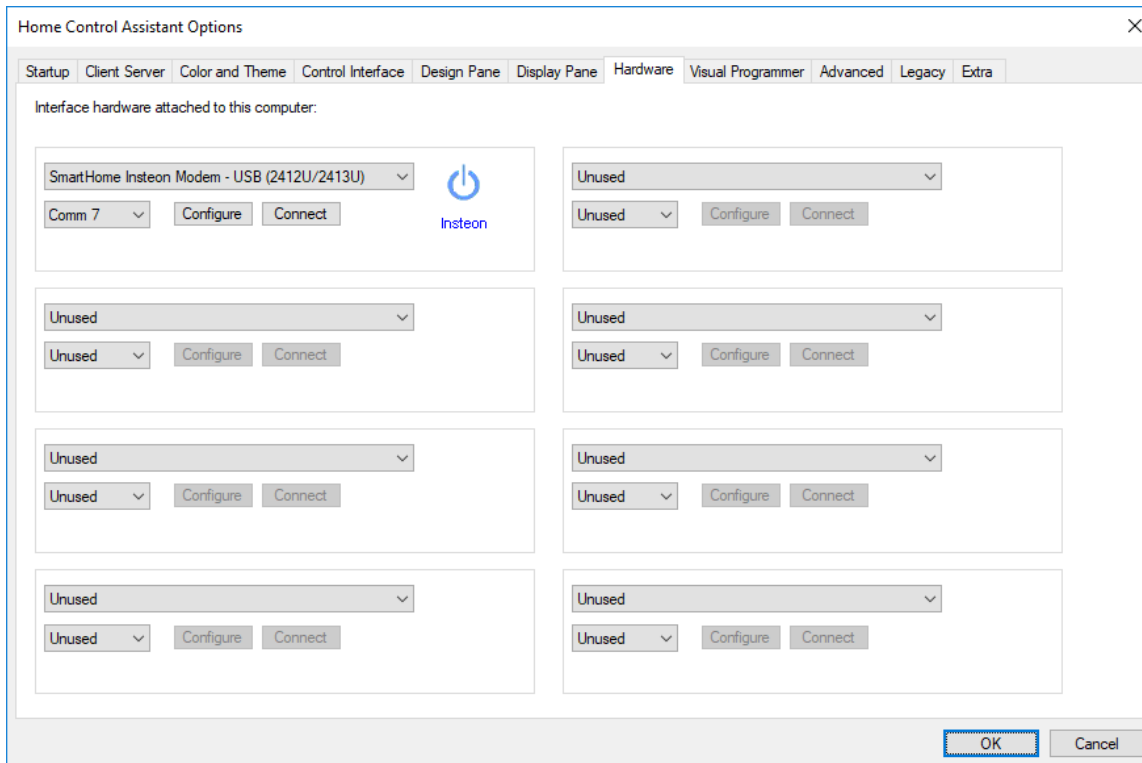 Home Control Assistant Options
Startup Client Server Color and Theme Control Interface Design Pane Display Pane Hardware Visual Programmer Advanced Legacy Extra
Interface hardware attached to this computer:
SmartHome Insteon Modem - USB (2412U/2413U)
Comm 7 Configure Connect
Insteon
Unused
Unused Configure Connect
Unused
Unused Configure Connect
Unused
Unused Configure Connect
Unused
Unused Configure Connect
Unused
Unused Configure Connect
Unused
Unused Configure Connect
Unused
Unused Configure Connect
OK Cancel